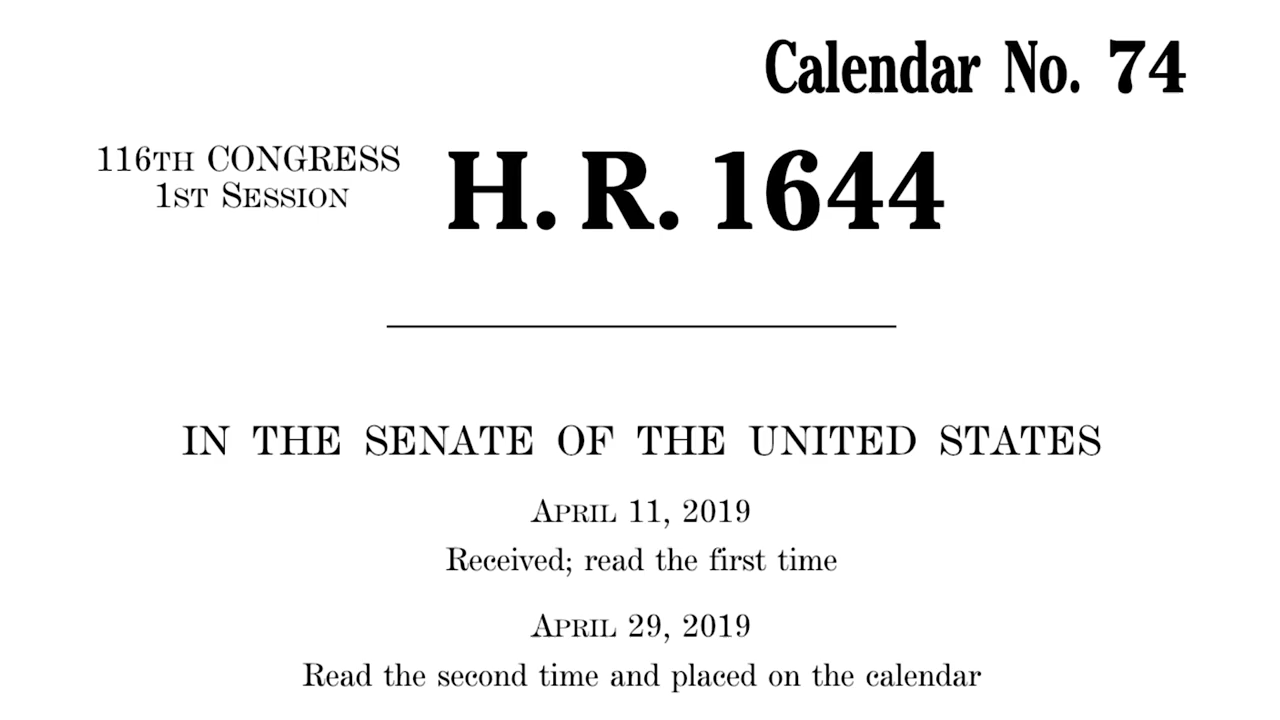 Calendar No. 74
116TH CONGRESS
1ST SESSION
H. R. 1644
IN THE SENATE OF THE UNITED STATES
APRIL 11, 2019
Received; read the first time
APRIL 29, 2019
Read the second time and placed on the calendar